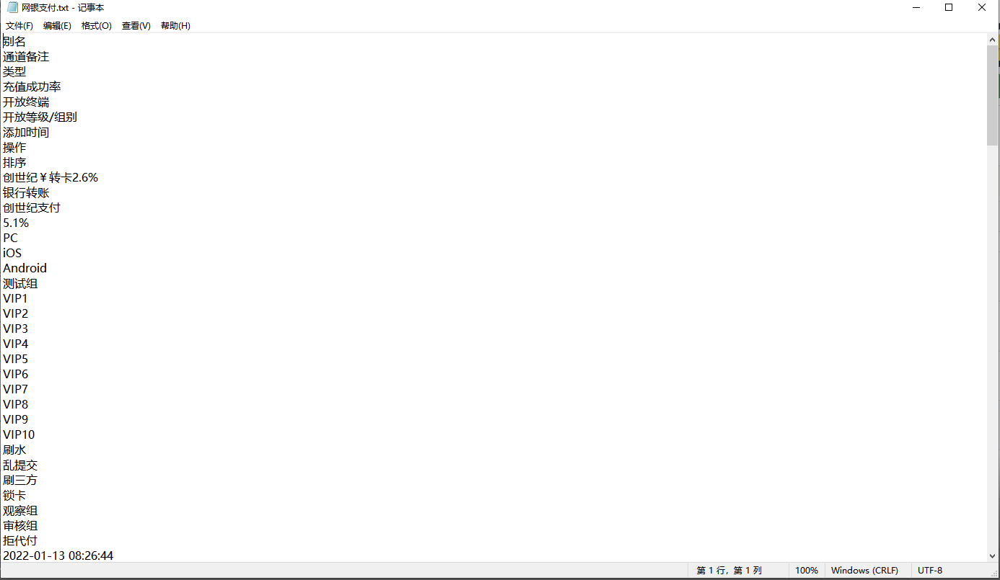 网银支付.txt - 记事本
文件(F) 编辑(E) 格式(O) 查看(V) 帮助(H)
别名
通道备注
类型
充值成功率
开放终端
开放等级/组别
添加时间
操作
排序
创世纪￥转卡2.6%
银行转账
创世纪支付
5.1%
PC
iOS
Android
测试组
VIP1
VIP2
VIP3
VIP4
VIP5
VIP6
VIP7
VIP8
VIP9
VIP10
刷水
乱提交
刷三方
锁卡
观察组
审核组
拒代付
2022-01-13 08:26:44
第 1 行，第 1 列 100% Windows (CRLF) UTF-8